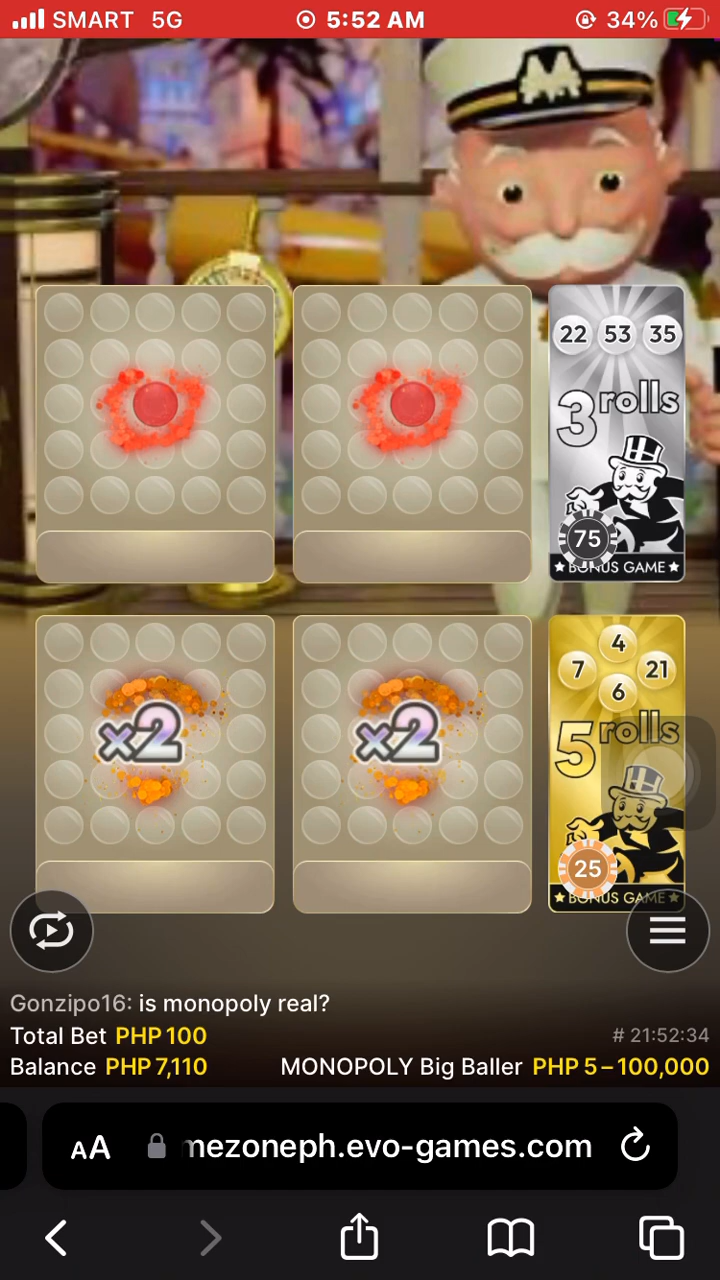 SMART 5G 5:52 AM 34%
22 53 35
3 rolls
75
BONUS GAME
x2 x2
4
7 21
6
5 rolls
25
BONUS GAME
Gonzipo16: is monopoly real?
Total Bet PHP 100 # 21:52:34
Balance PHP 7,110 MONOPOLY Big Baller PHP 5 – 100,000
AA mezoneph.evo-games.com